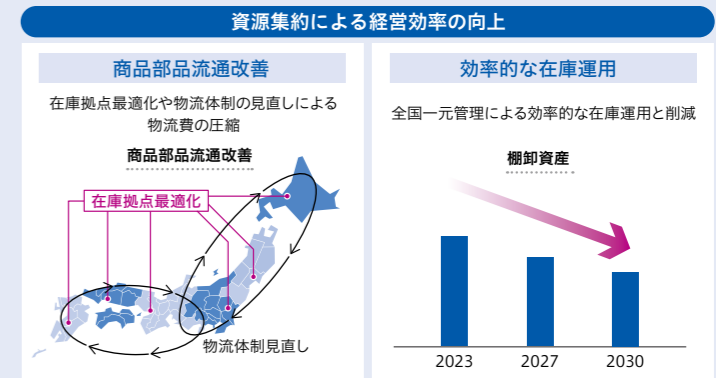 資源集約による経営効率の向上
商品部品流通改善
在庫拠点最適化や物流体制の見直しによる
物流費の圧縮
商品部品流通改善
在庫拠点最適化
物流体制見直し
効率的な在庫運用
全国一元管理による効率的な在庫運用と削減
棚卸資産
2023
2027
2030